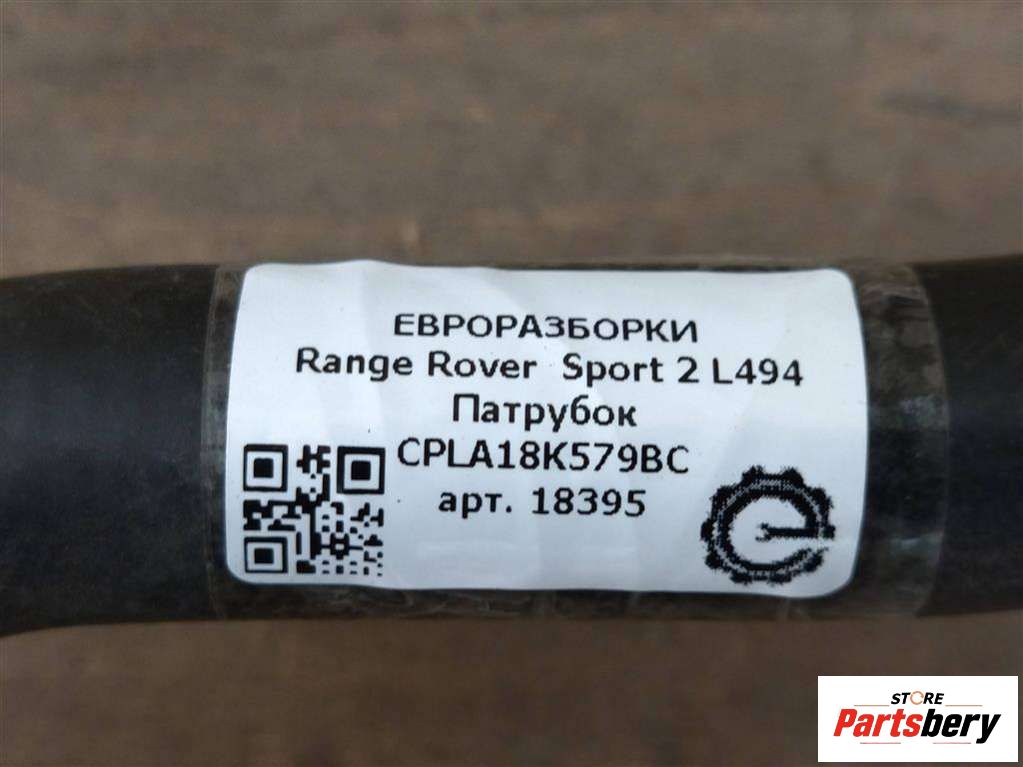 ЕВРОРАЗБОРКИ
Range Rover Sport 2 L494
Патрубок
CPLA18K579BC
арт. 18395
STORE
Partsbery